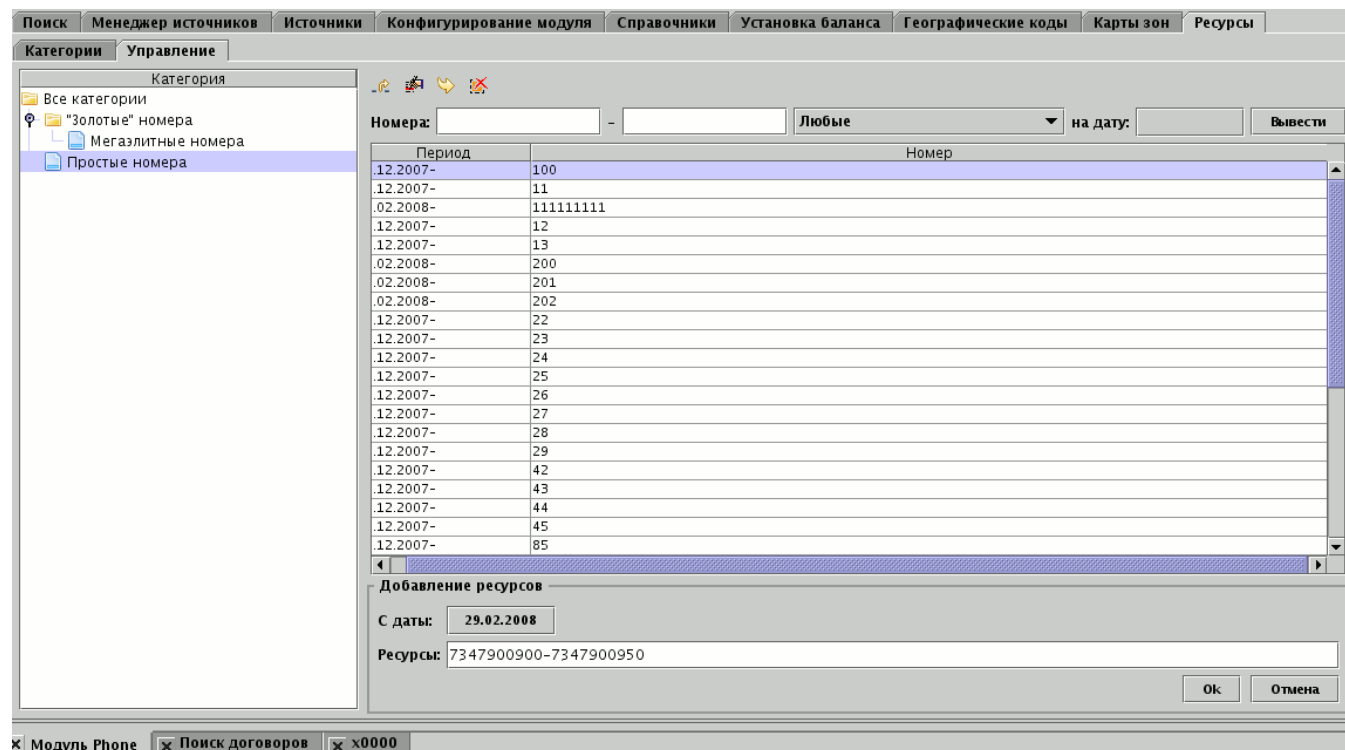 Поиск Менеджер источников Источники Конфигурирование модуля Справочники Установка баланса Географические коды Карты зон Ресурсы
Категории Управление
Категория
Все категории
"Золотые" номера
Мегаэлитные номера
Простые номера
Номера: - Любые на дату: Вывести
Период Номер
.12.2007- 100
.12.2007- 11
.02.2008- 111111111
.12.2007- 12
.12.2007- 13
.02.2008- 200
.02.2008- 201
.02.2008- 202
.12.2007- 22
.12.2007- 23
.12.2007- 24
.12.2007- 25
.12.2007- 26
.12.2007- 27
.12.2007- 28
.12.2007- 29
.12.2007- 42
.12.2007- 43
.12.2007- 44
.12.2007- 45
.12.2007- 85
Добавление ресурсов
С даты: 29.02.2008
Ресурсы: 7347900900-7347900950
Ok Отмена
Модуль Phone Поиск договоров x0000